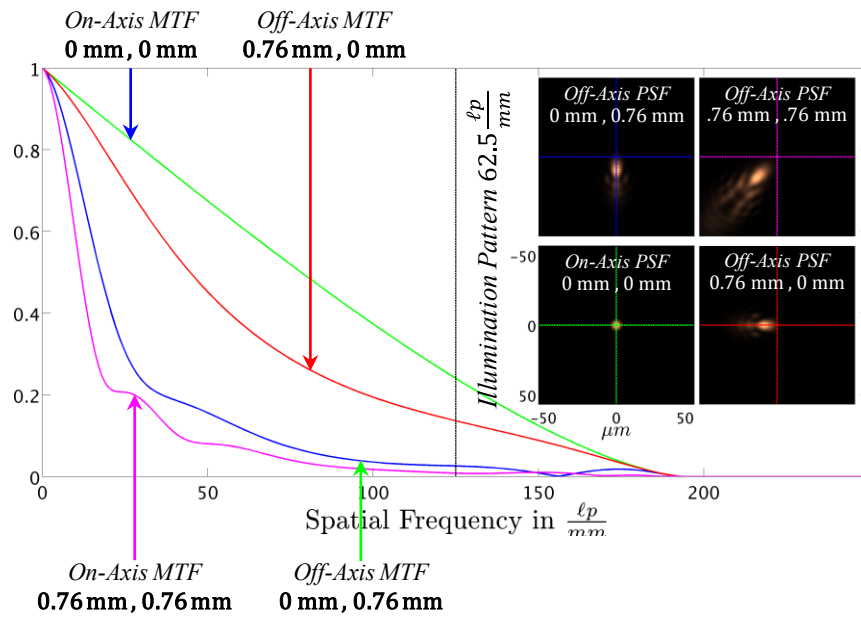 On-Axis MTF
0 mm , 0 mm
Off-Axis MTF
0.76 mm , 0 mm
1
0.8
0.6
0.4
0.2
0
0
50
100
150
200
Spatial Frequency in ℓp/mm
Illumination Pattern 62.5 ℓp/mm
Off-Axis PSF
0 mm , 0.76 mm
Off-Axis PSF
.76 mm , .76 mm
On-Axis PSF
0 mm , 0 mm
Off-Axis PSF
0.76 mm , 0 mm
−50
0
50
−50
0
50
μm
On-Axis MTF
0.76 mm , 0.76 mm
Off-Axis MTF
0 mm , 0.76 mm